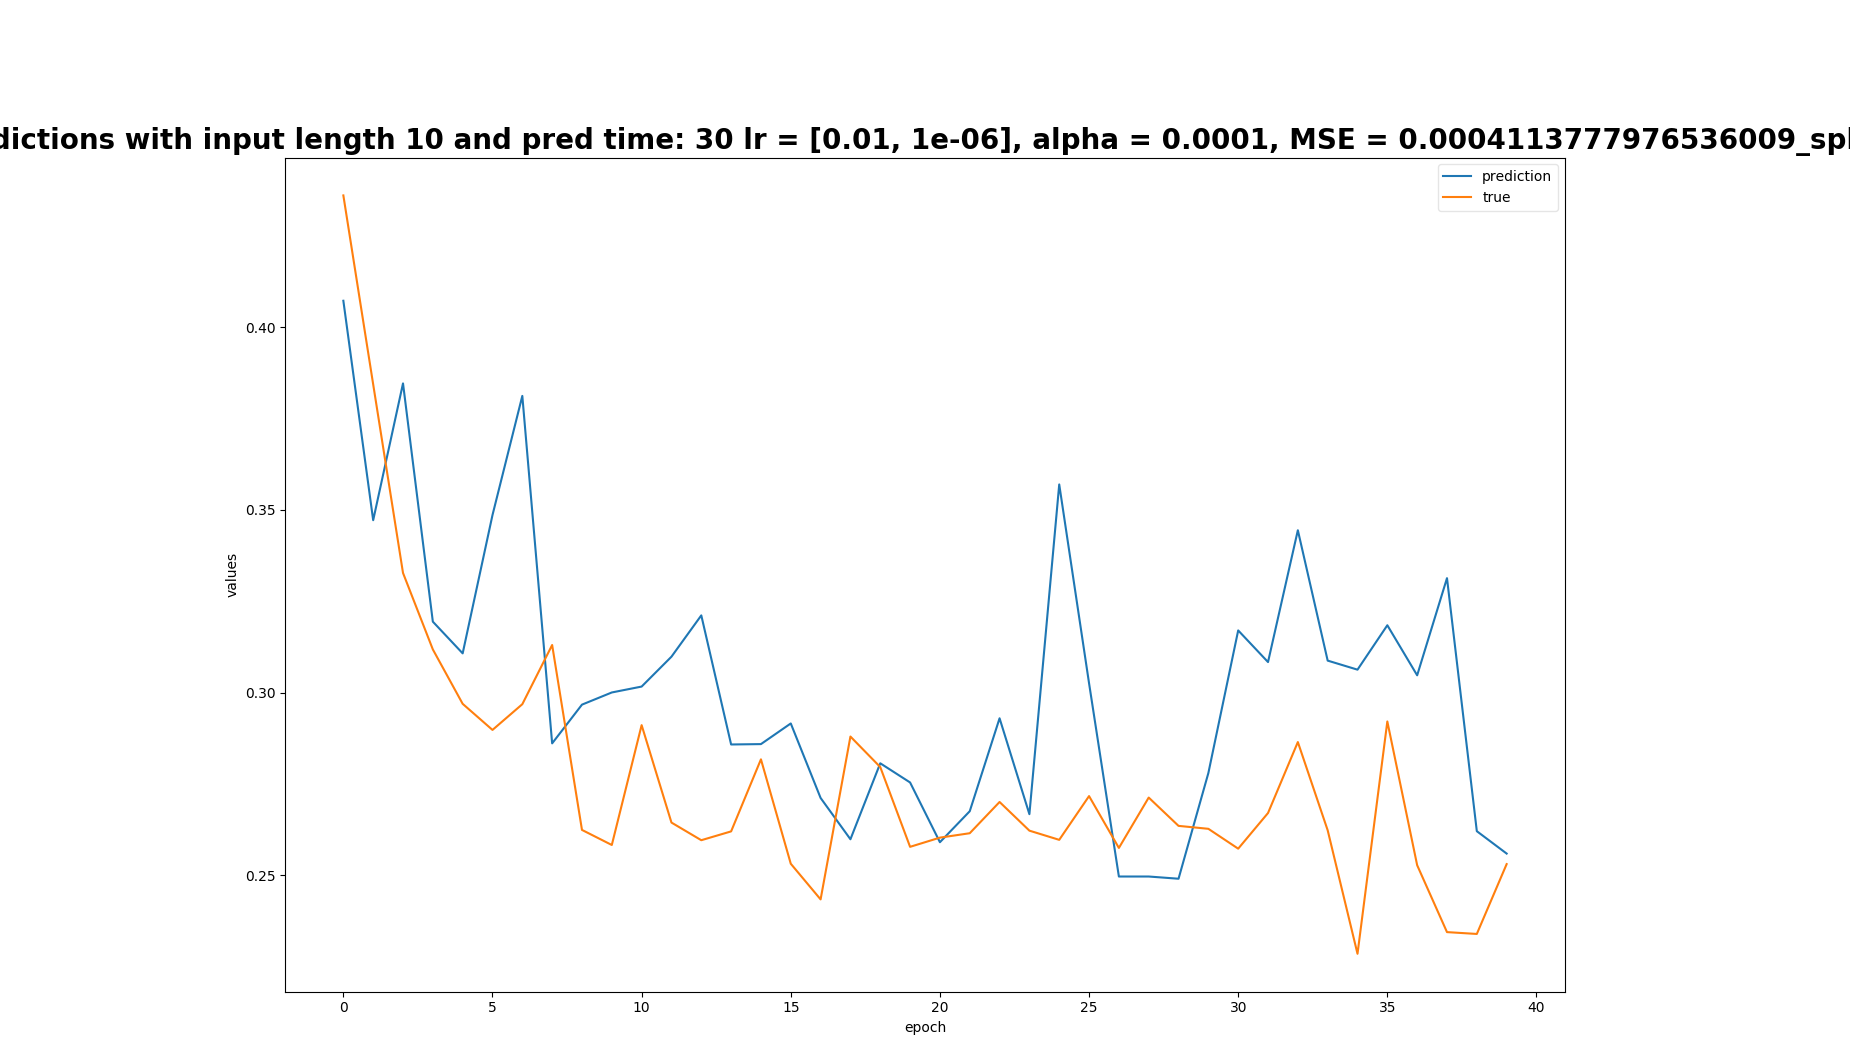 dictions with input length 10 and pred time: 30 lr = [0.01, 1e-06], alpha = 0.0001, MSE = 0.0004113777976536009_spl
prediction
true
0.40
0.35
0.30
0.25
values
0 5 10 15 20 25 30 35 40
epoch